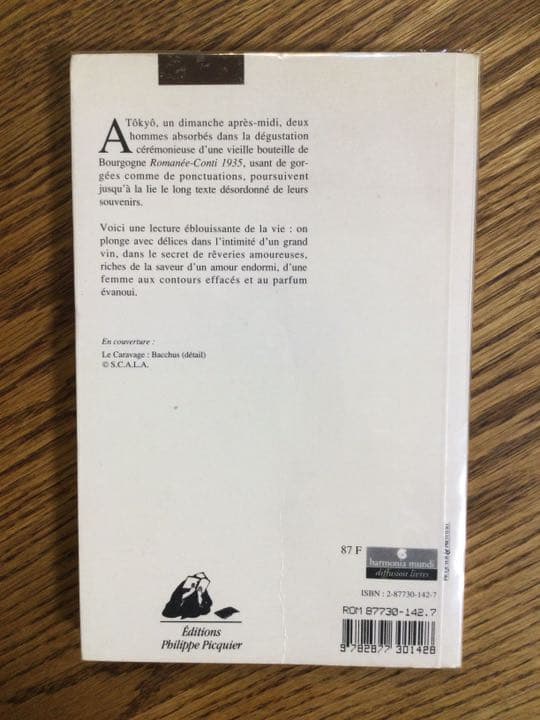 A Tôkyô, un dimanche après-midi, deux
hommes absorbés dans la dégustation
cérémonieuse d'une vieille bouteille de
Bourgogne Romanée-Conti 1935, usant de gor-
gées comme de ponctuations, poursuivent
jusqu'à la lie le long texte désordonné de leurs
souvenirs.
Voici une lecture éblouissante de la vie : on
plonge avec délices dans l'intimité d'un grand
vin, dans le secret de rêveries amoureuses,
riches de la saveur d'un amour endormi, d'une
femme aux contours effacés et au parfum
évanoui.
En couverture :
Le Caravage : Bacchus (détail)
© S.C.A.L.A.
87 F
harmonia mundi
diffusion livres
ISBN : 2-87730-142-7
ROM 87730-142.7
9 782877 301428
Éditions
Philippe Picquier